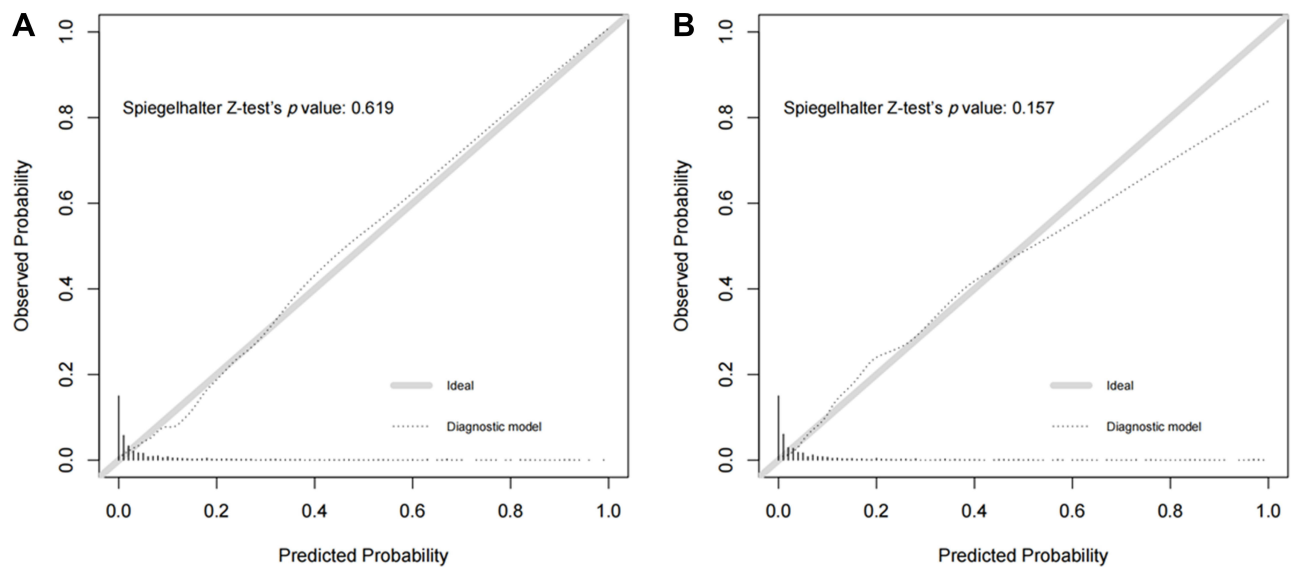 A
Spiegelhalter Z-test's p value: 0.619
Observed Probability
1.0
0.8
0.6
0.4
0.2
0.0
Ideal
Diagnostic model
0.0 0.2 0.4 0.6 0.8 1.0
Predicted Probability
B
Spiegelhalter Z-test's p value: 0.157
Observed Probability
1.0
0.8
0.6
0.4
0.2
0.0
Ideal
Diagnostic model
0.0 0.2 0.4 0.6 0.8 1.0
Predicted Probability